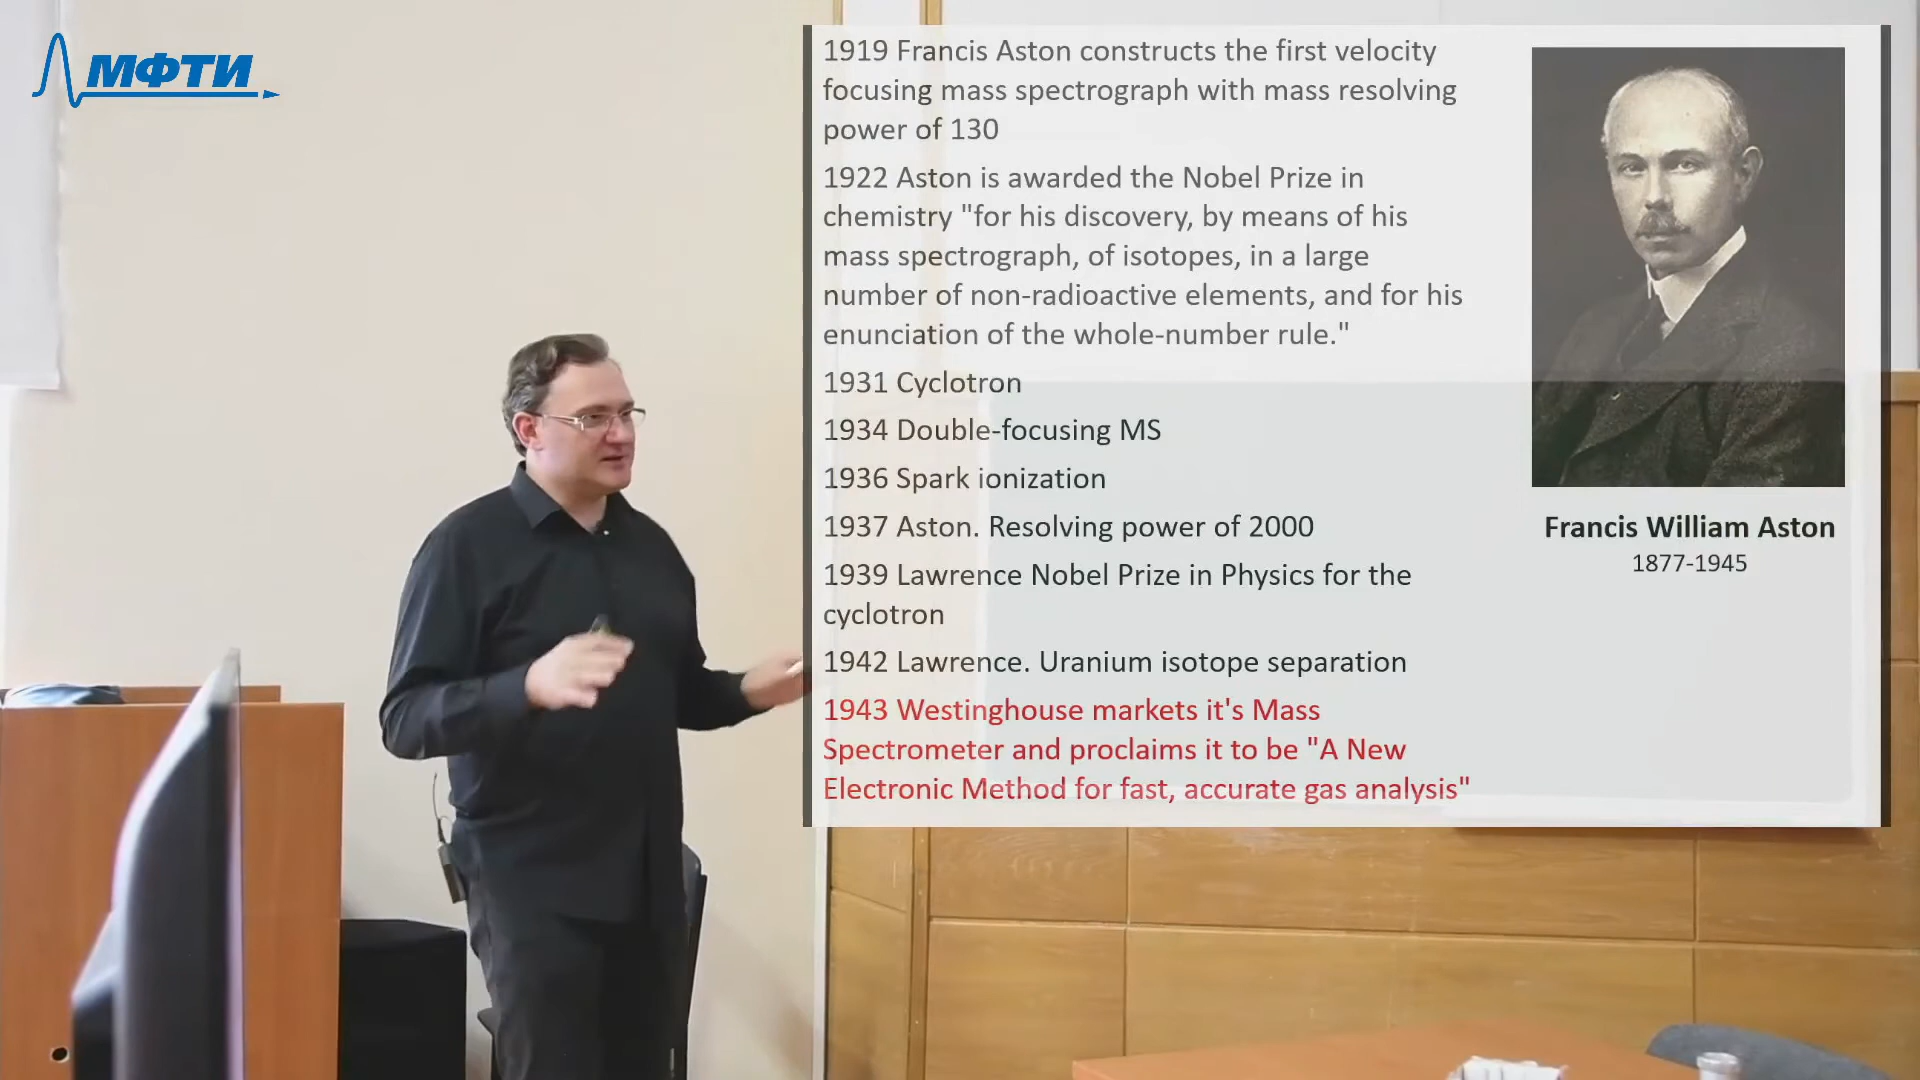 МФТИ
1919 Francis Aston constructs the first velocity
focusing mass spectrograph with mass resolving
power of 130
1922 Aston is awarded the Nobel Prize in
chemistry "for his discovery, by means of his
mass spectrograph, of isotopes, in a large
number of non-radioactive elements, and for his
enunciation of the whole-number rule."
1931 Cyclotron
1934 Double-focusing MS
1936 Spark ionization
1937 Aston. Resolving power of 2000
1939 Lawrence Nobel Prize in Physics for the
cyclotron
1942 Lawrence. Uranium isotope separation
1943 Westinghouse markets it's Mass
Spectrometer and proclaims it to be "A New
Electronic Method for fast, accurate gas analysis"
Francis William Aston
1877-1945